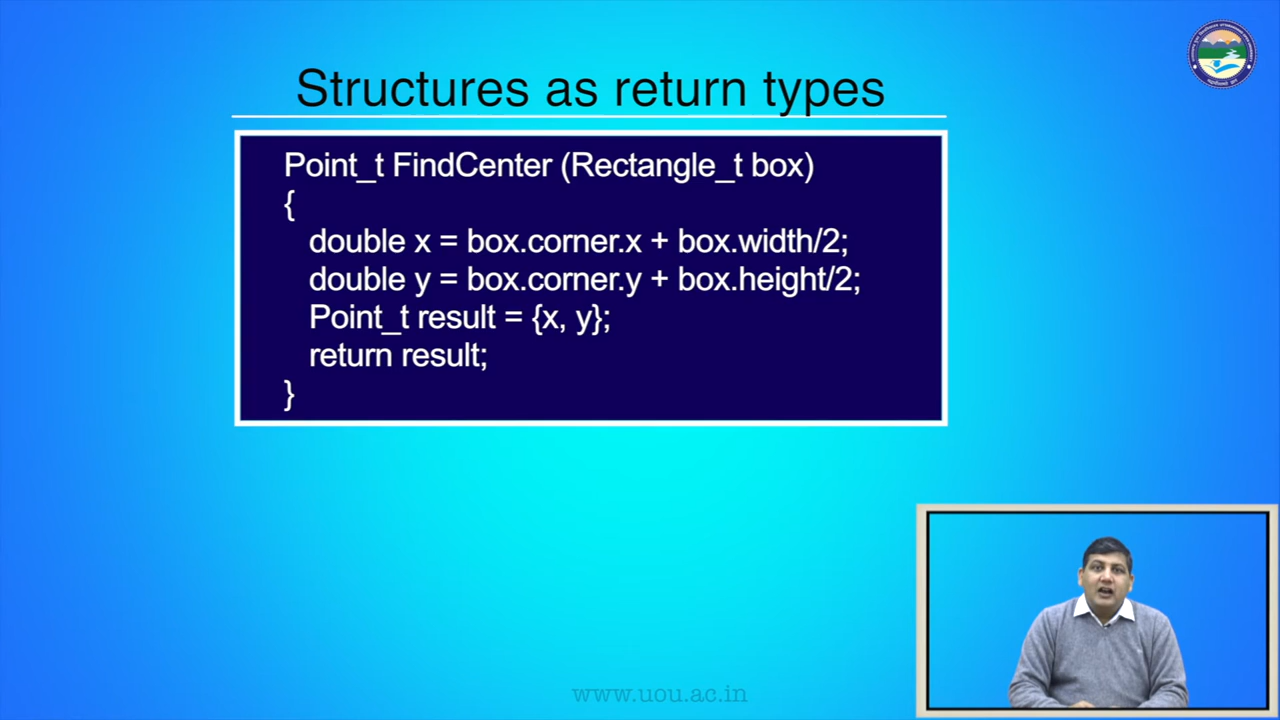 Structures as return types
Point_t FindCenter (Rectangle_t box)
{
double x = box.corner.x + box.width/2;
double y = box.corner.y + box.height/2;
Point_t result = {x, y};
return result;
}
www.uou.ac.in